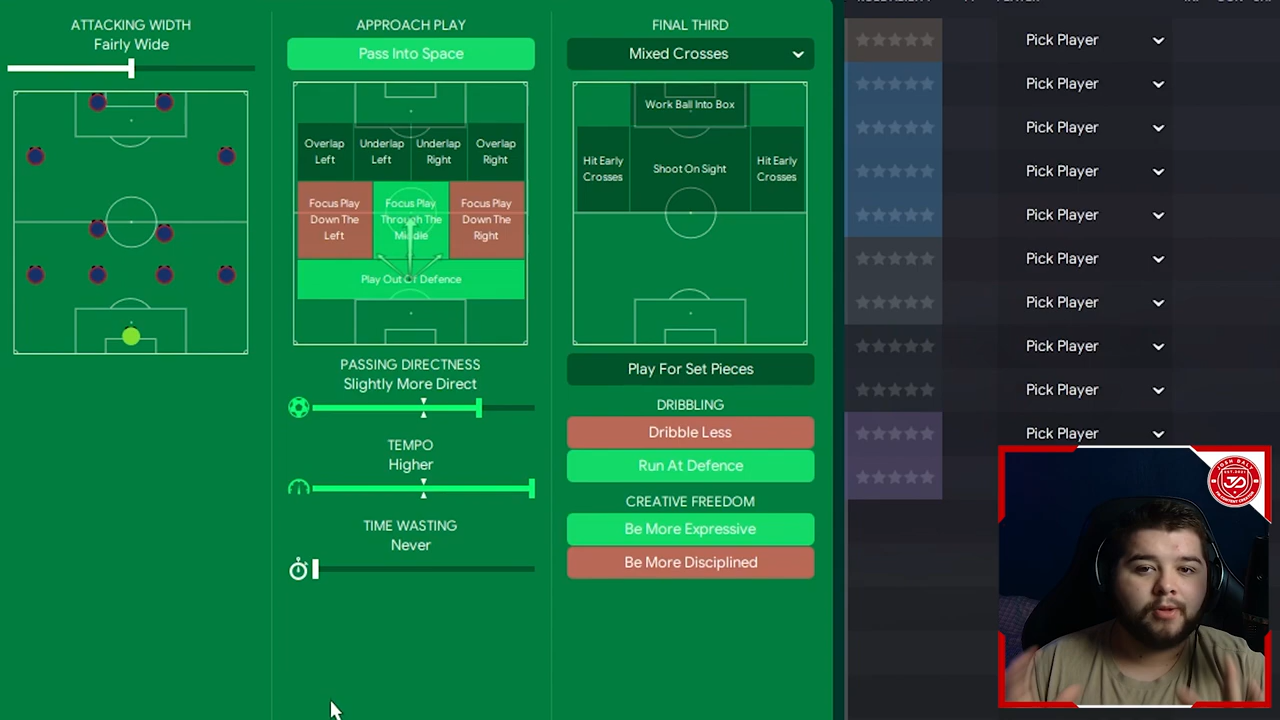 ATTACKING WIDTH
Fairly Wide
APPROACH PLAY
Pass Into Space
Overlap
Left
Underlap
Left
Underlap
Right
Overlap
Right
Focus Play
Down The
Left
Focus Play
Through The
Middle
Focus Play
Down The
Right
Play Out Of Defence
PASSING DIRECTNESS
Slightly More Direct
TEMPO
Higher
TIME WASTING
Never
FINAL THIRD
Mixed Crosses
Work Ball Into Box
Hit Early
Crosses
Shoot On Sight
Hit Early
Crosses
Play For Set Pieces
DRIBBLING
Dribble Less
Run At Defence
CREATIVE FREEDOM
Be More Expressive
Be More Disciplined
Pick Player
Pick Player
Pick Player
Pick Player
Pick Player
Pick Player
Pick Player
Pick Player
Pick Player
Pick Player
JOSH DALY
JD